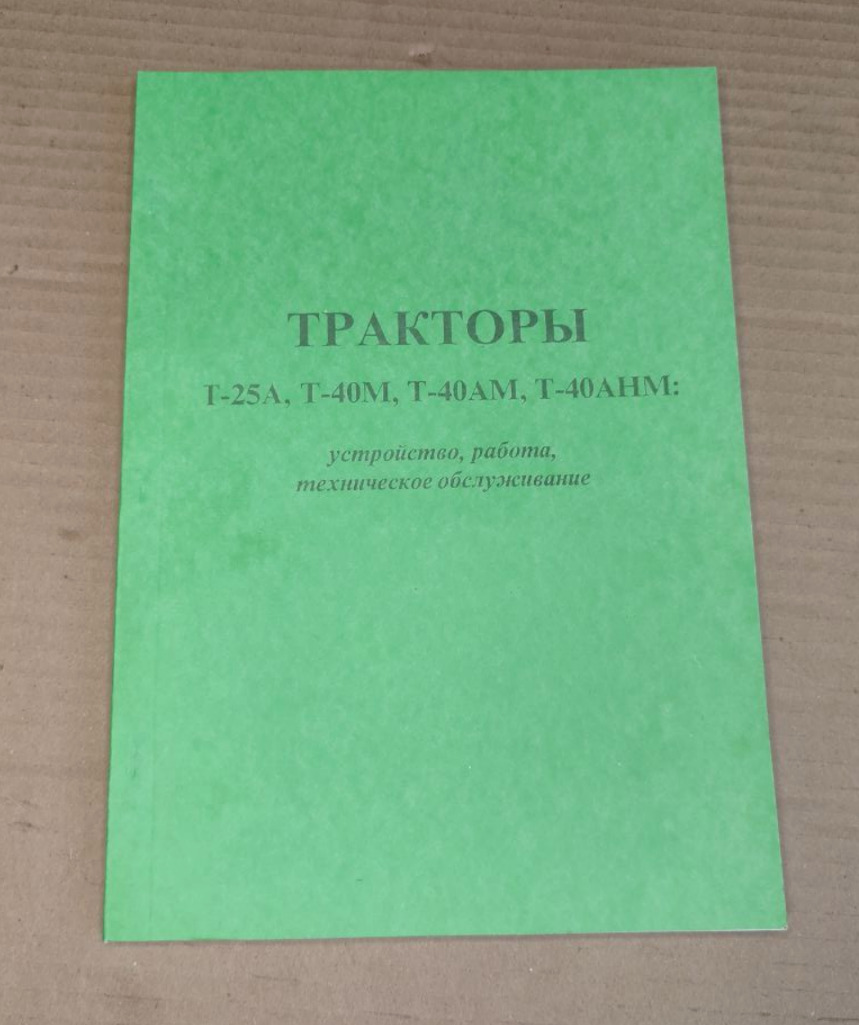 ТРАКТОРЫ
Т-25А, Т-40М, Т-40АМ, Т-40АНМ:
устройство, работа,
техническое обслуживание